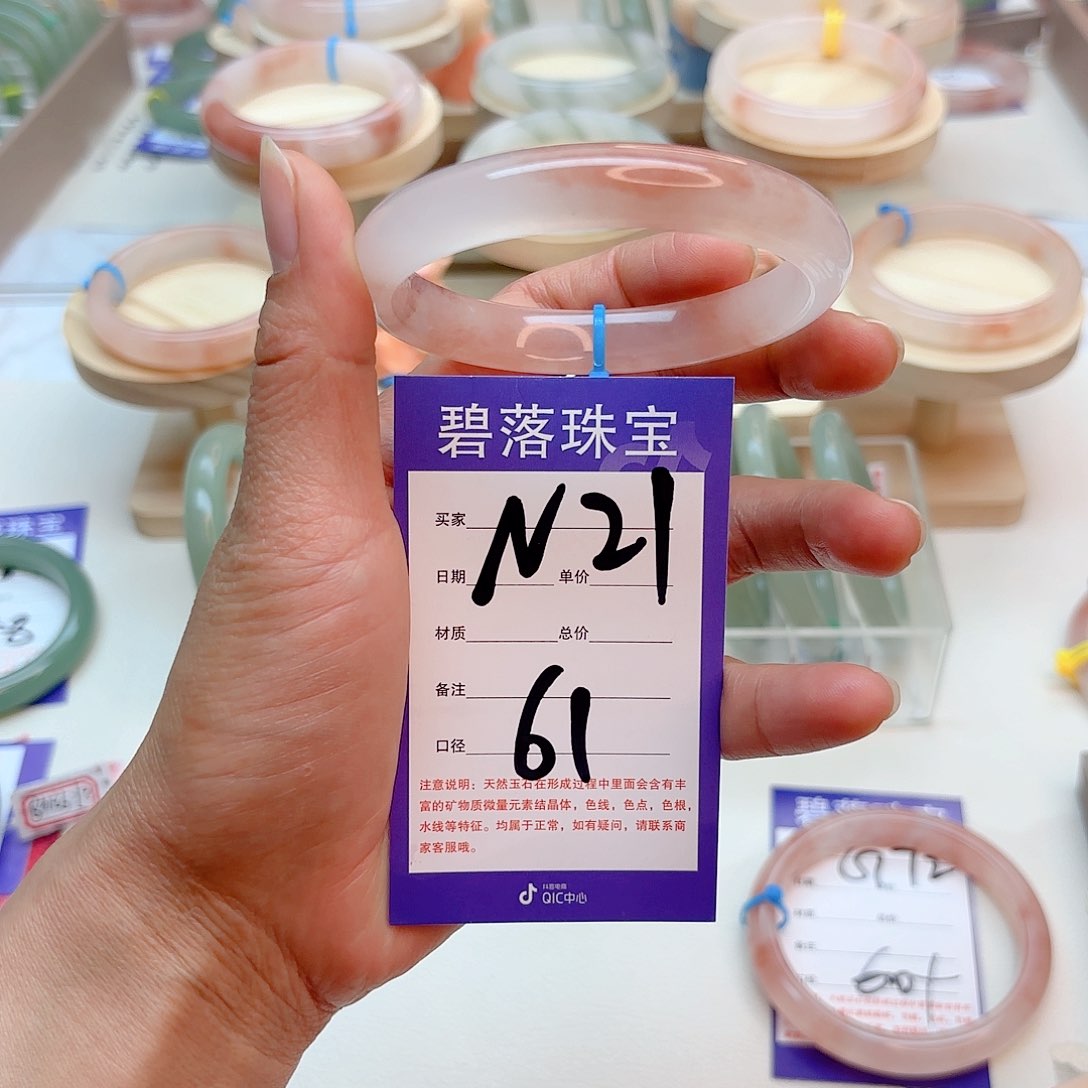 碧落珠宝
买家
N21
日期 单价
材质 总价
备注
61
口径
注意说明：天然玉石在形成过程中里面会含有丰
富的矿物质微量元素结晶体，色线，色点，色根，
水线等特征。均属于正常，如有疑问，请联系商
家客服哦。
抖音电商
QIC中心